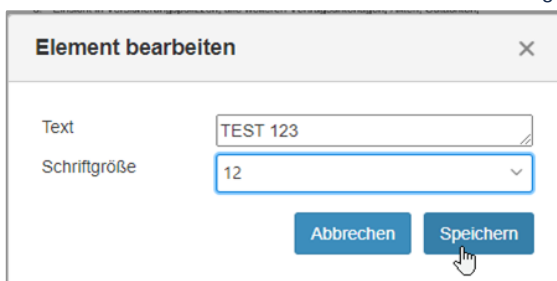 Element bearbeiten
Text
TEST 123
Schriftgröße
12
Abbrechen
Speichern